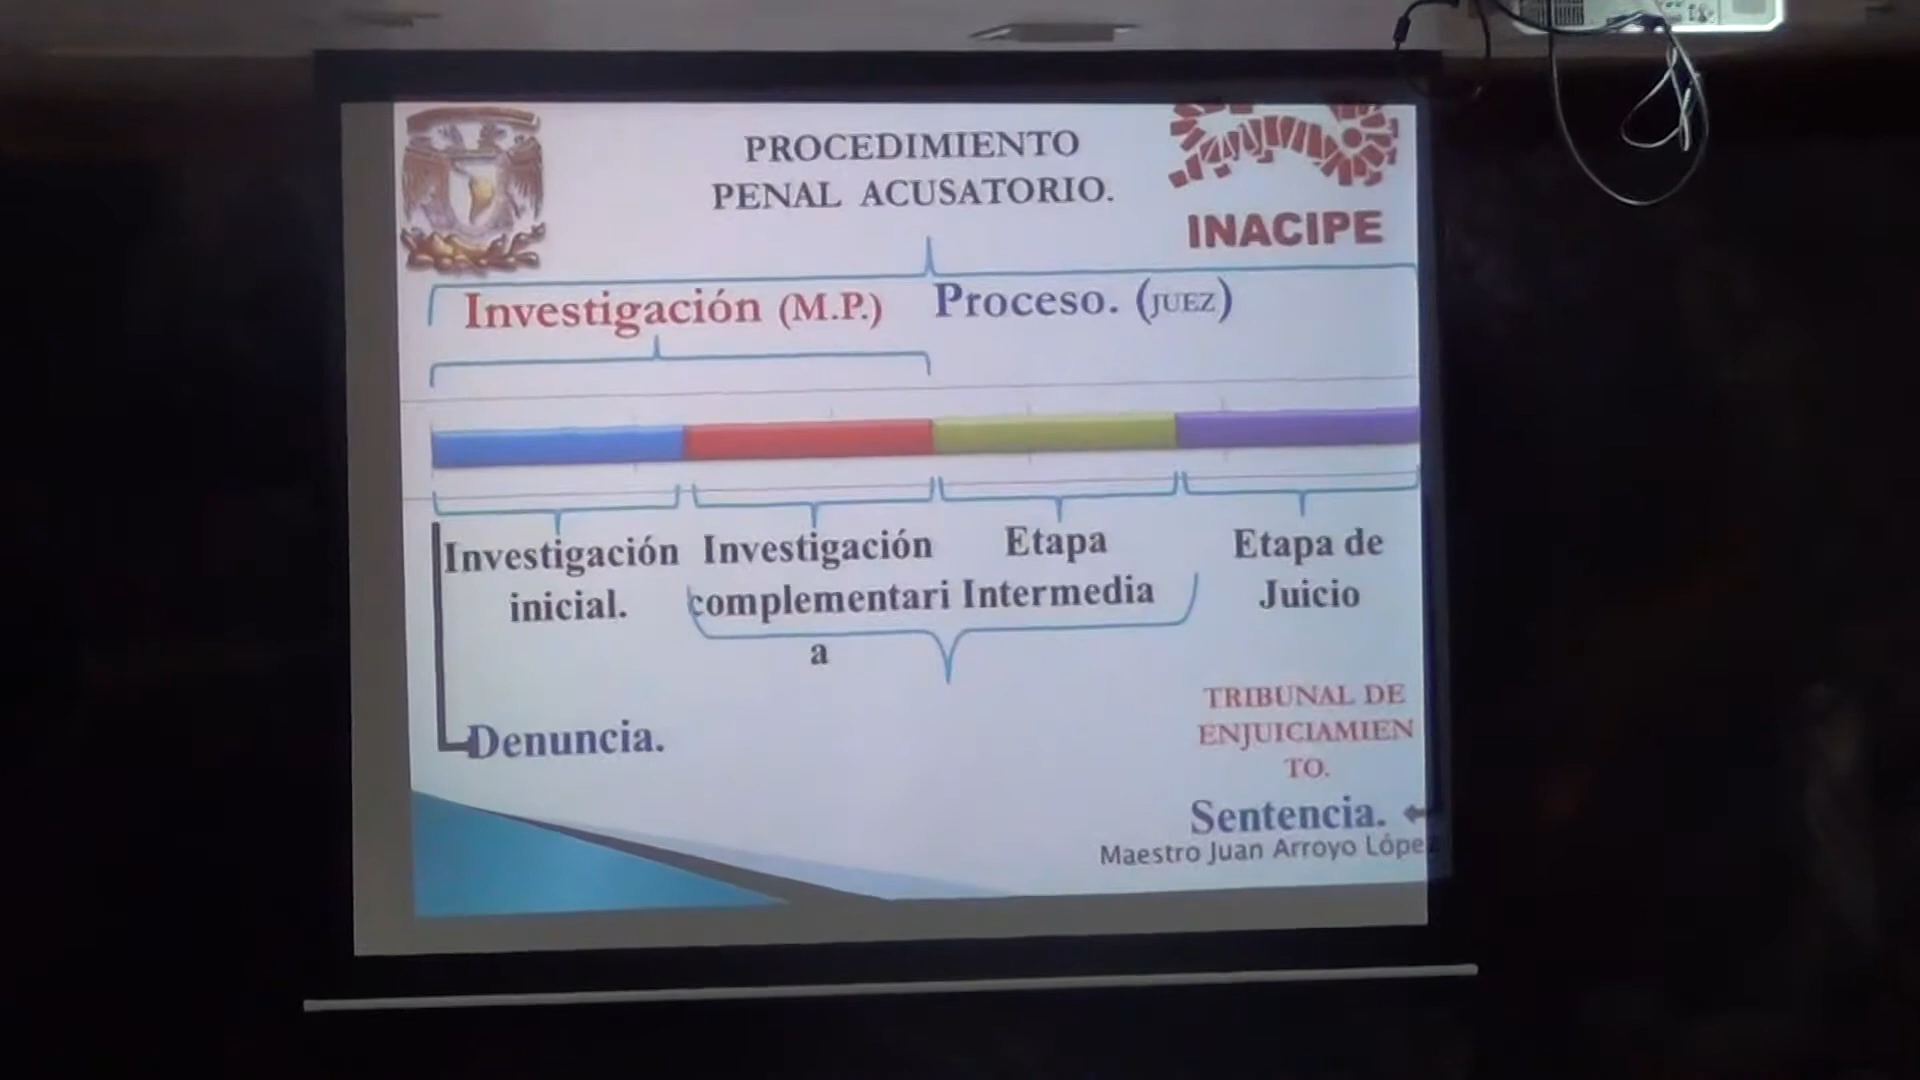 PROCEDIMIENTO
PENAL ACUSATORIO.
INACIPE
Investigación (M.P.)
Proceso. (JUEZ)
Investigación
inicial.
Investigación
complementari
a
Etapa
Intermedia
Etapa de
Juicio
Denuncia.
TRIBUNAL DE
ENJUICIAMIEN
TO.
Sentencia.
Maestro Juan Arroyo López